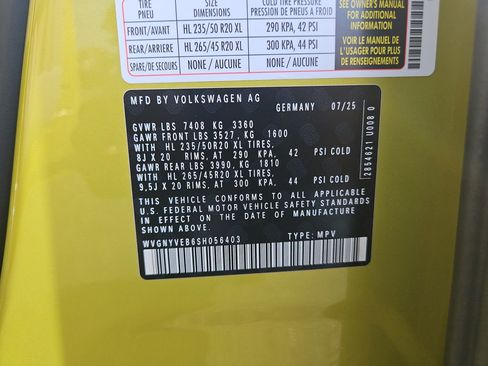 TIRE SIZE COLD TIRE PRESSURE
PNEU DIMENSIONS PRESSION DE PNEUS A FROID
FRONT/AVANT HL 235/50 R20 XL 290 KPA, 42 PSI
REAR/ARRIERE HL 265/45 R20 XL 300 KPA, 44 PSI
SPARE/DE SECOURS NONE / AUCUNE NONE / AUCUNE
SEE OWNER'S MANUAL
FOR ADDITIONAL
INFORMATION
VOIR LE MANUEL DE
L'USAGER POUR PLUS
DE RENSEIGNEMENTS
MFD BY VOLKSWAGEN AG
GERMANY 07/25
GVWR LBS 7408 KG 3360
GAWR FRONT LBS 3527, KG 1600
WITH HL 235/50R20 XL TIRES,
8J X 20 RIMS, AT 290 KPA, 42 PSI COLD
GAWR REAR LBS 3990, KG 1810
WITH HL 265/45R20 XL TIRES,
9,5J X 20 RIMS, AT 300 KPA, 44 PSI COLD
THIS VEHICLE CONFORMS TO ALL APPLICABLE
U.S. FEDERAL MOTOR VEHICLE SAFETY STANDARDS
IN EFFECT ON THE DATE OF MANUFACTURE
SHOWN ABOVE.
WVGNYVEB6SH056403 TYPE: MPV
2854621 U008 0